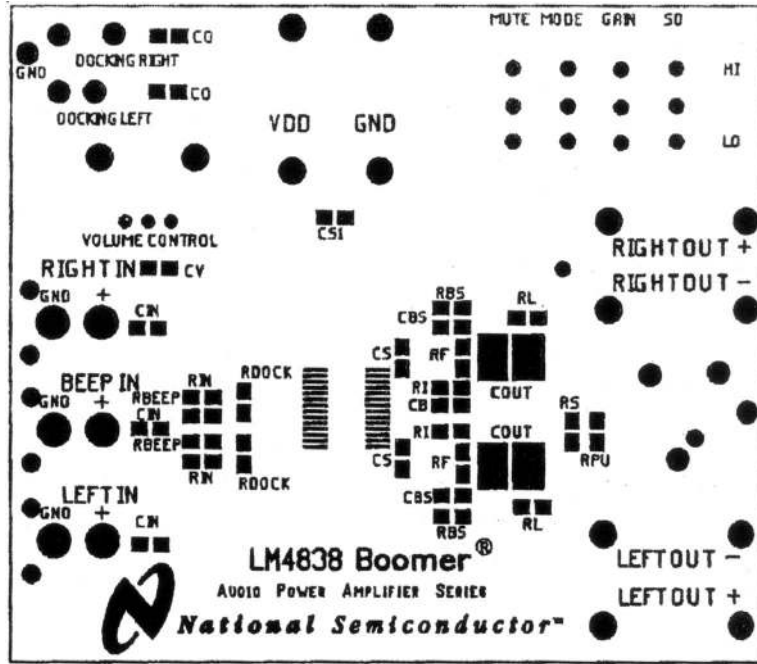 MUTE MODE GAIN SD
CO
GND
DOCKING RIGHT
HI
CO
DOCKING LEFT
VDD GND
LO
VOLUME CONTROL
CS1
RIGHT IN CV
RIGHTOUT +
RIGHTOUT -
GND +
CIN
RBS
RL
CBS
CS RF
BEEP IN
RDOCK
GND +
RBEEP RIN
RI
COUT
CIN
CB
RS
RBEEP
RI
COUT
RIN
RDOCK
CS
RF
RPU
LEFT IN
GND +
CIN
CBS
RBS
RL
LM4838 Boomer®
AUDIO POWER AMPLIFIER SERIES
National Semiconductor™
LEFTOUT -
LEFTOUT +